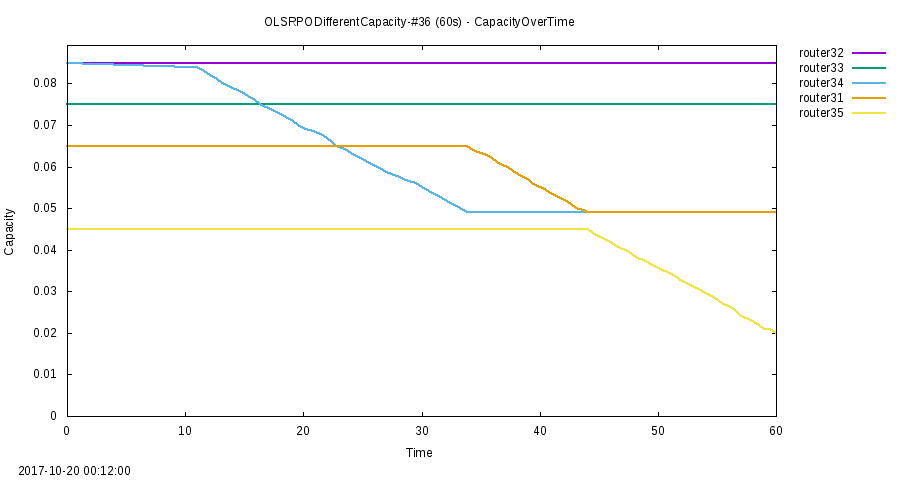 OLSRPODifferentCapacity-#36 (60s) - CapacityOverTime
router32
router33
router34
router31
router35
0.08
0.07
0.06
0.05
0.04
0.03
0.02
0.01
0
Capacity
0 10 20 30 40 50 60
Time
2017-10-20 00:12:00